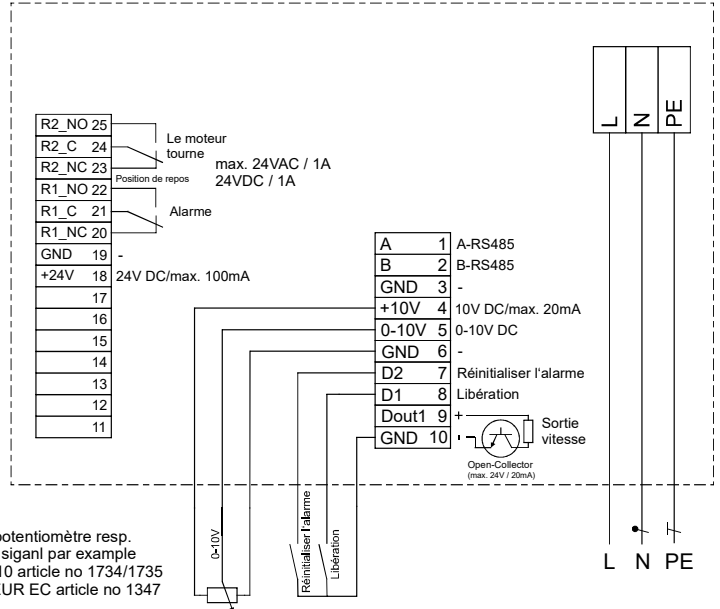 R2_NO 25
R2_C 24
R2_NC 23
R1_NO 22
R1_C 21
R1_NC 20
GND 19 -
+24V 18 24V DC/max. 100mA
17
16
15
14
13
12
11
Le moteur
tourne
Position de repos
max. 24VAC / 1A
24VDC / 1A
Alarme
A 1 A-RS485
B 2 B-RS485
GND 3 -
+10V 4 10V DC/max. 20mA
0-10V 5 0-10V DC
GND 6 -
D2 7 Réinitialiser l'alarme
D1 8 Libération
Dout1 9 +
GND 10 -
Sortie
vitesse
Open-Collector
(max. 24V / 20mA)
L N PE
0-10V
Réinitialiser l'alarme
Libération
L N PE
potentiomètre resp.
siganl par example
10 article no 1734/1735
EUR EC article no 1347